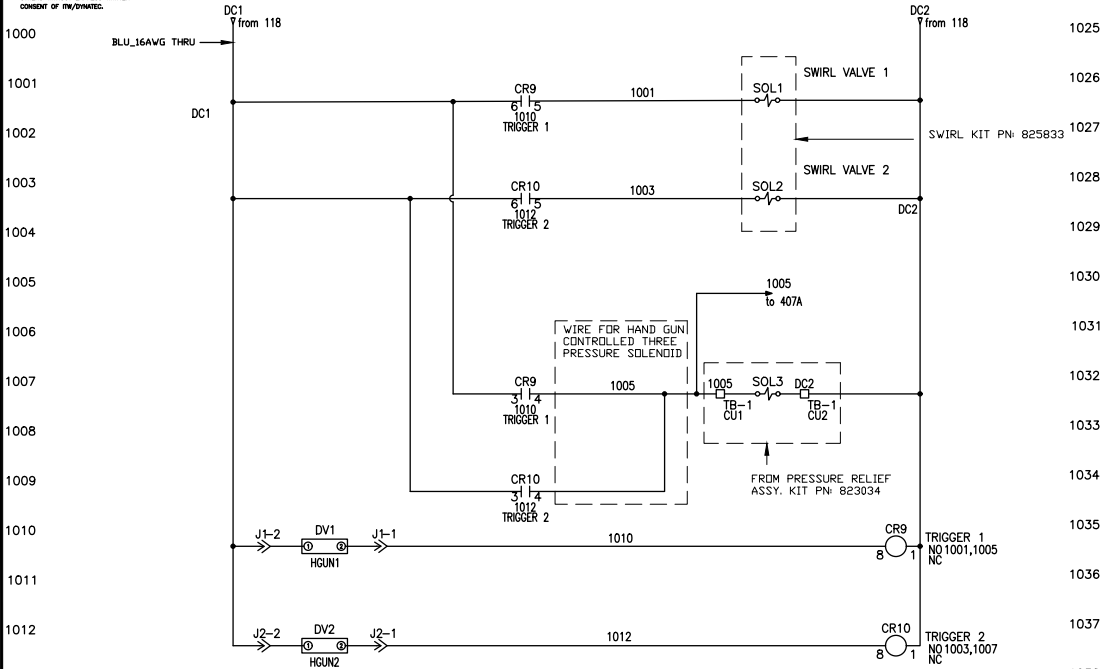 CONSENT OF ITW/DYNATEC.
DC1
from 118
DC2
from 118
1000
1025
BLU_16AWG THRU
1001
1026
SWIRL VALVE 1
CR9
1001
SOL1
6 5
1010
TRIGGER 1
DC1
1002
1027
SWIRL KIT PN: 825833
SWIRL VALVE 2
1003
1028
CR10
1003
SOL2
6 5
1012
TRIGGER 2
DC2
1004
1029
1005
1030
1005
to 407A
1006
1031
WIRE FOR HAND GUN
CONTROLLED THREE
PRESSURE SOLENOID
1007
1032
CR9
1005
1005 SOL3 DC2
3 4
1010
TRIGGER 1
TB-1
CU1
TB-1
CU2
1008
1033
1009
1034
CR10
3 4
1012
TRIGGER 2
FROM PRESSURE RELIEF
ASSY. KIT PN: 823034
1010
1035
J1-2
DV1
J1-1
1010
CR9
1 2
HGUN1
8 1
TRIGGER 1
NO 1001,1005
NC
1011
1036
1012
1037
J2-2
DV2
J2-1
1012
CR10
1 2
HGUN2
8 1
TRIGGER 2
NO 1003,1007
NC